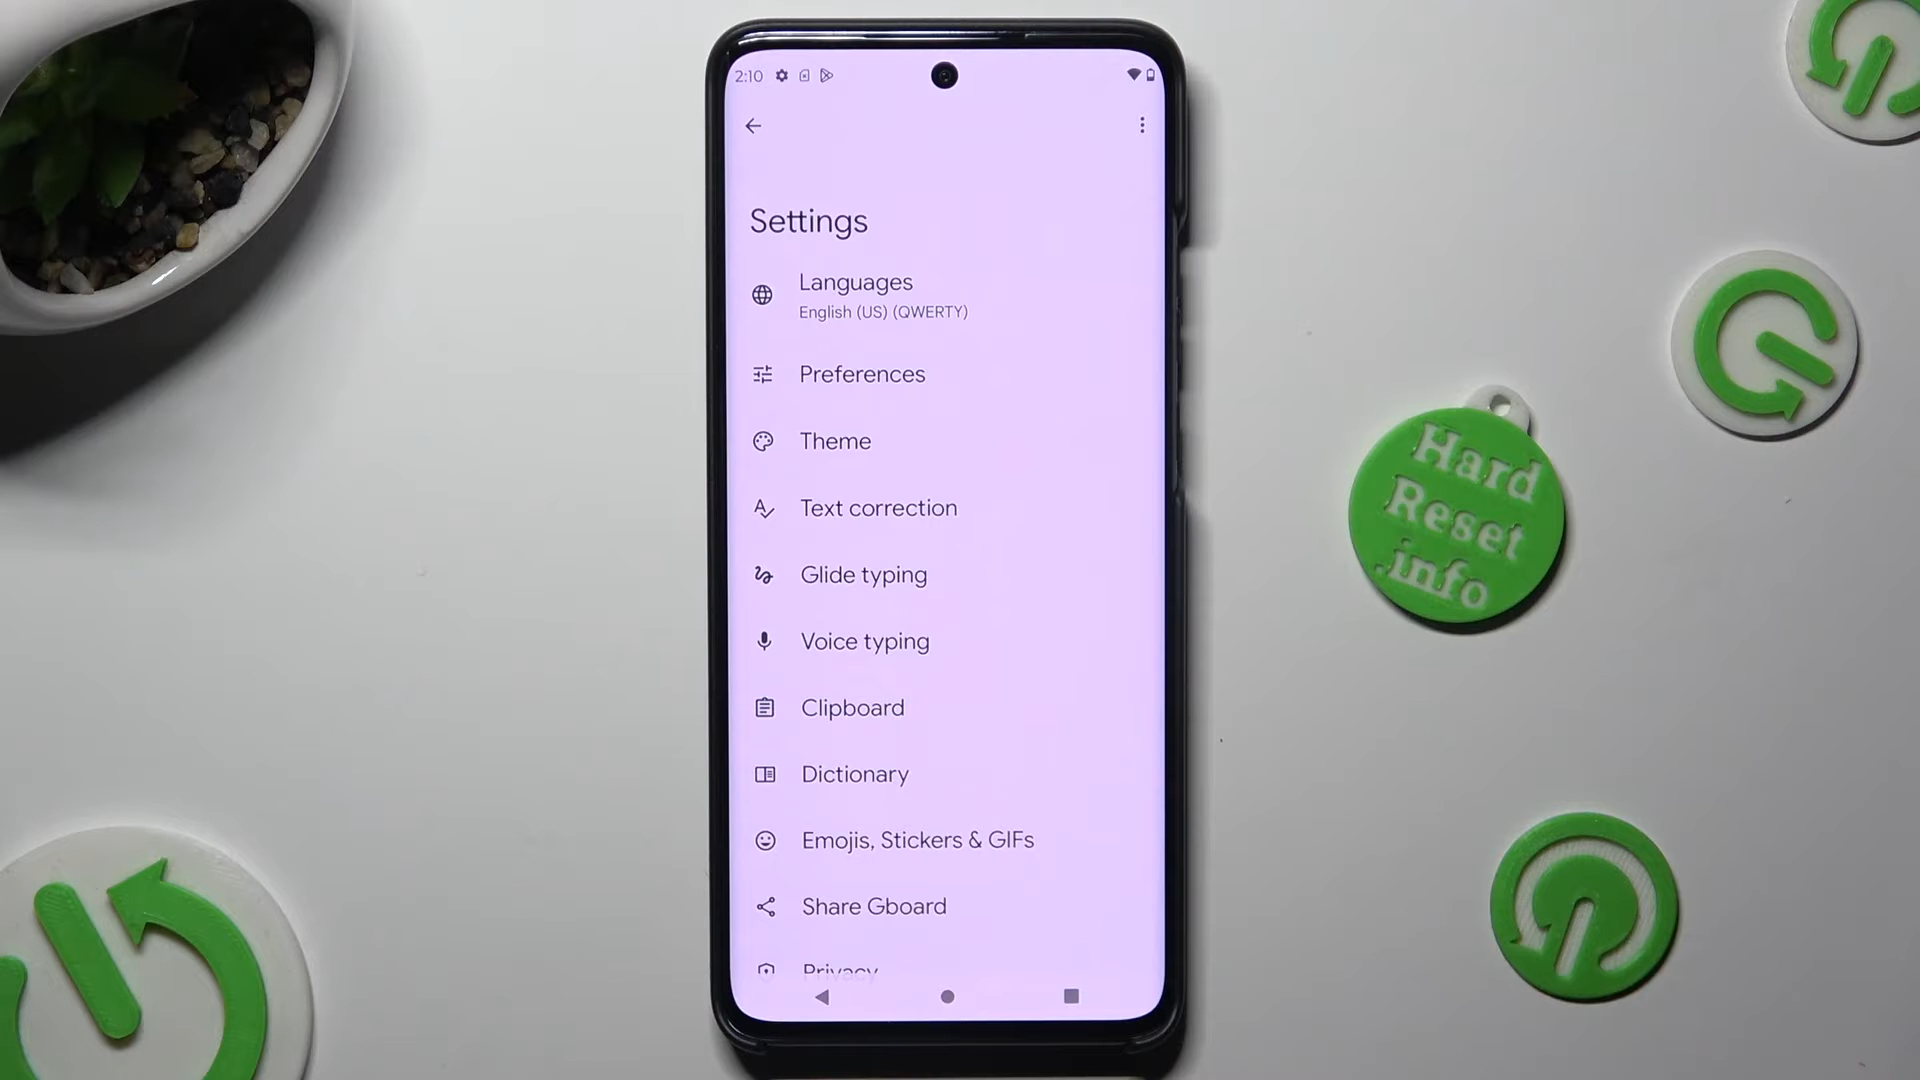 2:10
Settings
Languages
English (US) (QWERTY)
Preferences
Theme
Text correction
Glide typing
Voice typing
Clipboard
Dictionary
Emojis, Stickers & GIFs
Share Gboard
Privacy
Hard
Reset
.info